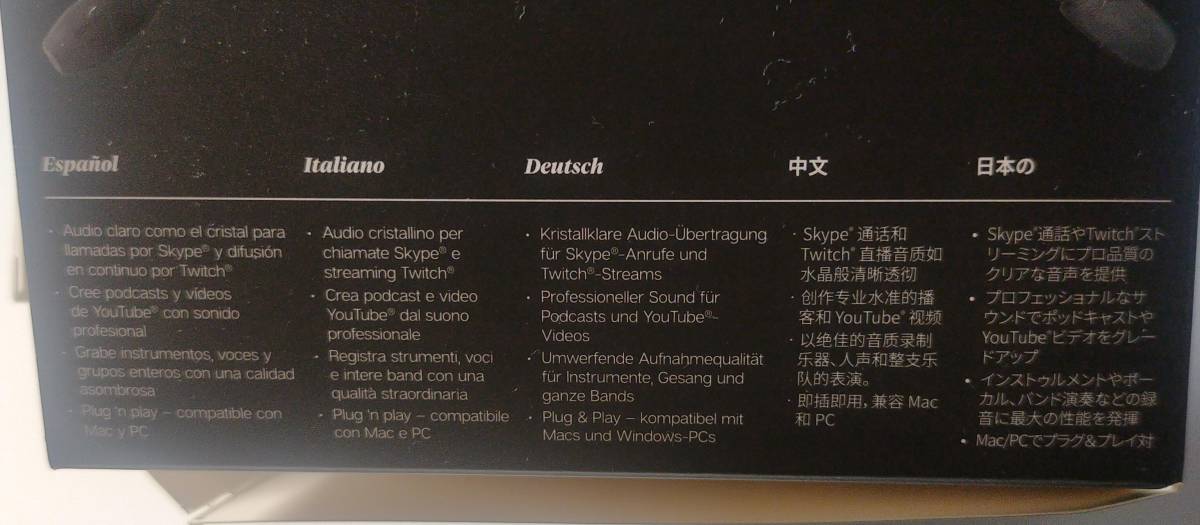 Español
· Audio claro como el cristal para
llamadas por Skype® y difusión
en continuo por Twitch®
· Cree podcasts y vídeos
de YouTube® con sonido
profesional
· Grabe instrumentos, voces y
grupos enteros con una calidad
asombrosa
· Plug 'n play – compatible con
Mac y PC
Italiano
· Audio cristallino per
chiamate Skype® e
streaming Twitch®
· Crea podcast e video
YouTube® dal suono
professionale
· Registra strumenti, voci
e intere band con una
qualità straordinaria
· Plug 'n play – compatibile
con Mac e PC
Deutsch
· Kristallklare Audio-Übertragung
für Skype®-Anrufe und
Twitch®-Streams
· Professioneller Sound für
Podcasts und YouTube®-
Videos
· Umwerfende Aufnahmequalität
für Instrumente, Gesang und
ganze Bands
· Plug & Play – kompatibel mit
Macs und Windows-PCs
中文
· Skype® 通话和
Twitch® 直播音质如
水晶般清晰透彻
· 创作专业水准的播
客和 YouTube® 视频
· 以绝佳的音质录制
乐器、人声和整支乐
队的表演。
· 即插即用，兼容 Mac
和 PC
日本の
• Skype®通話やTwitch®スト
リーミングにプロ品質の
クリアな音声を提供
• プロフェッショナルなサ
ウンドでポッドキャストや
YouTube®ビデオをグレー
ドアップ
• インストゥルメントやボー
カル、バンド演奏などの録
音に最大の性能を発揮
• Mac/PCでプラグ&プレイ対